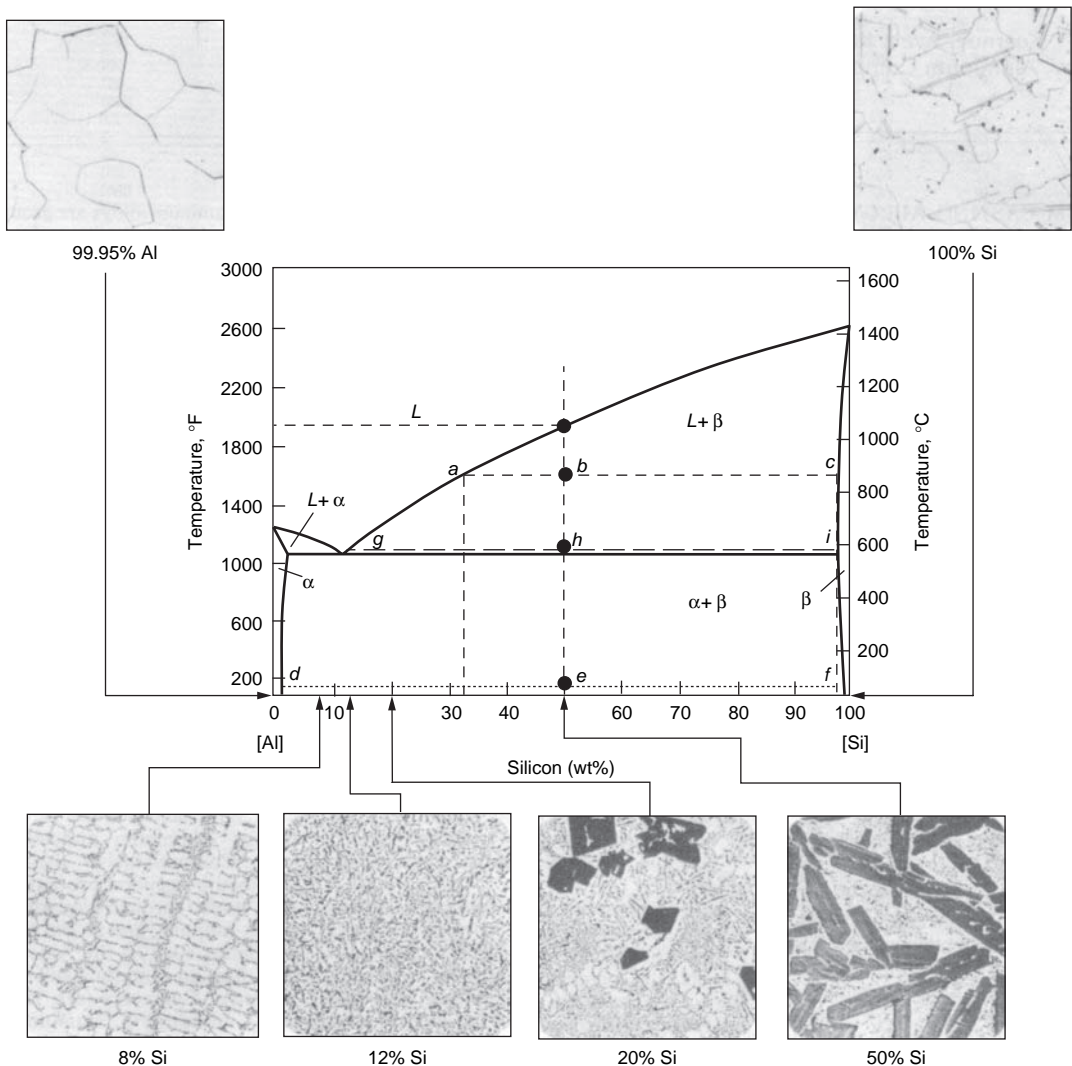 99.95% Al
100% Si
3000
2600
2200
1800
1400
1000
600
200
Temperature, °F
1600
1400
1200
1000
800
600
400
200
Temperature, °C
L
L+ β
a
b
c
L+ α
g
h
i
α
α+ β
β
d
e
f
0
10
30
40
60
70
80
90
100
[Al]
[Si]
Silicon (wt%)
8% Si
12% Si
20% Si
50% Si